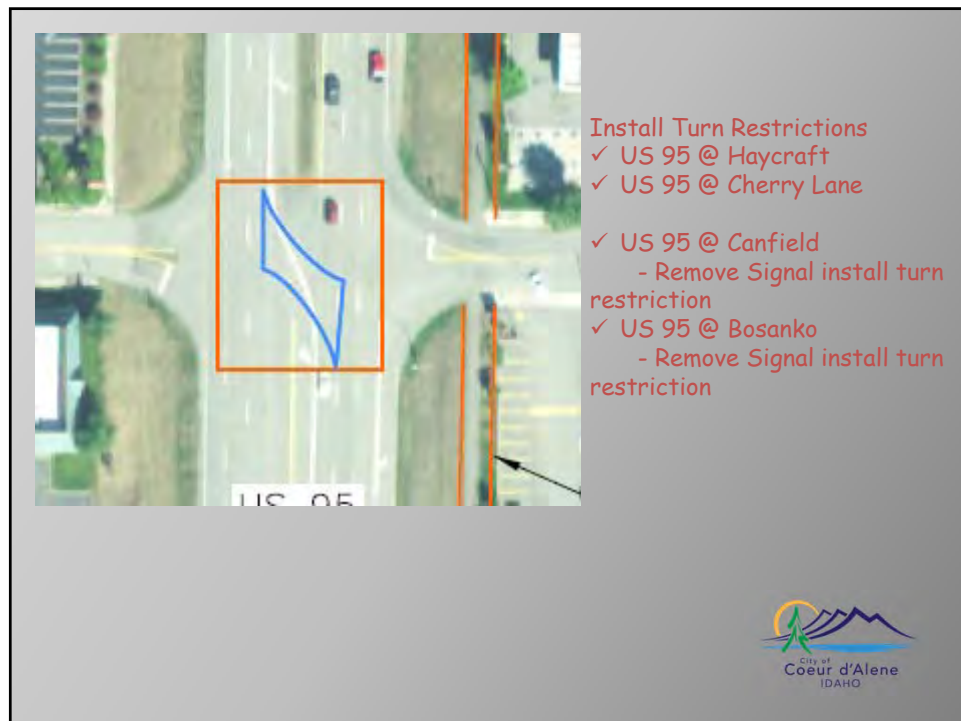 Install Turn Restrictions
✓ US 95 @ Haycraft
✓ US 95 @ Cherry Lane
✓ US 95 @ Canfield
- Remove Signal install turn
restriction
✓ US 95 @ Bosanko
- Remove Signal install turn
restriction
US 95
City of
Coeur d'Alene
IDAHO